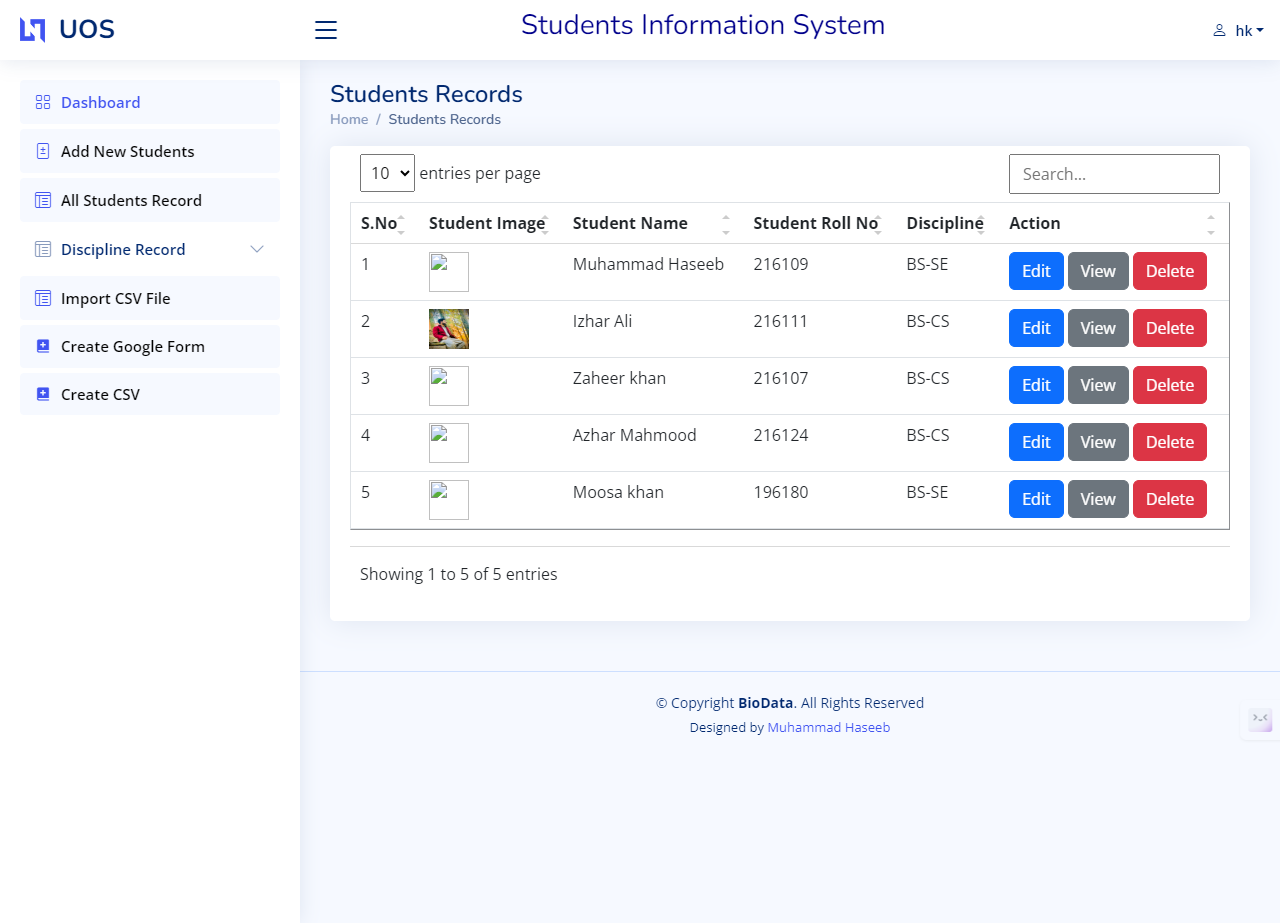 UOS
Students Information System
hk
Dashboard
Add New Students
All Students Record
Discipline Record
Import CSV File
Create Google Form
Create CSV
Students Records
Home / Students Records
10 entries per page
Search...
S.No Student Image Student Name Student Roll No Discipline Action
1 Muhammad Haseeb 216109 BS-SE Edit View Delete
2 Izhar Ali 216111 BS-CS Edit View Delete
3 Zaheer khan 216107 BS-CS Edit View Delete
4 Azhar Mahmood 216124 BS-CS Edit View Delete
5 Moosa khan 196180 BS-SE Edit View Delete
Showing 1 to 5 of 5 entries
© Copyright BioData. All Rights Reserved
Designed by Muhammad Haseeb